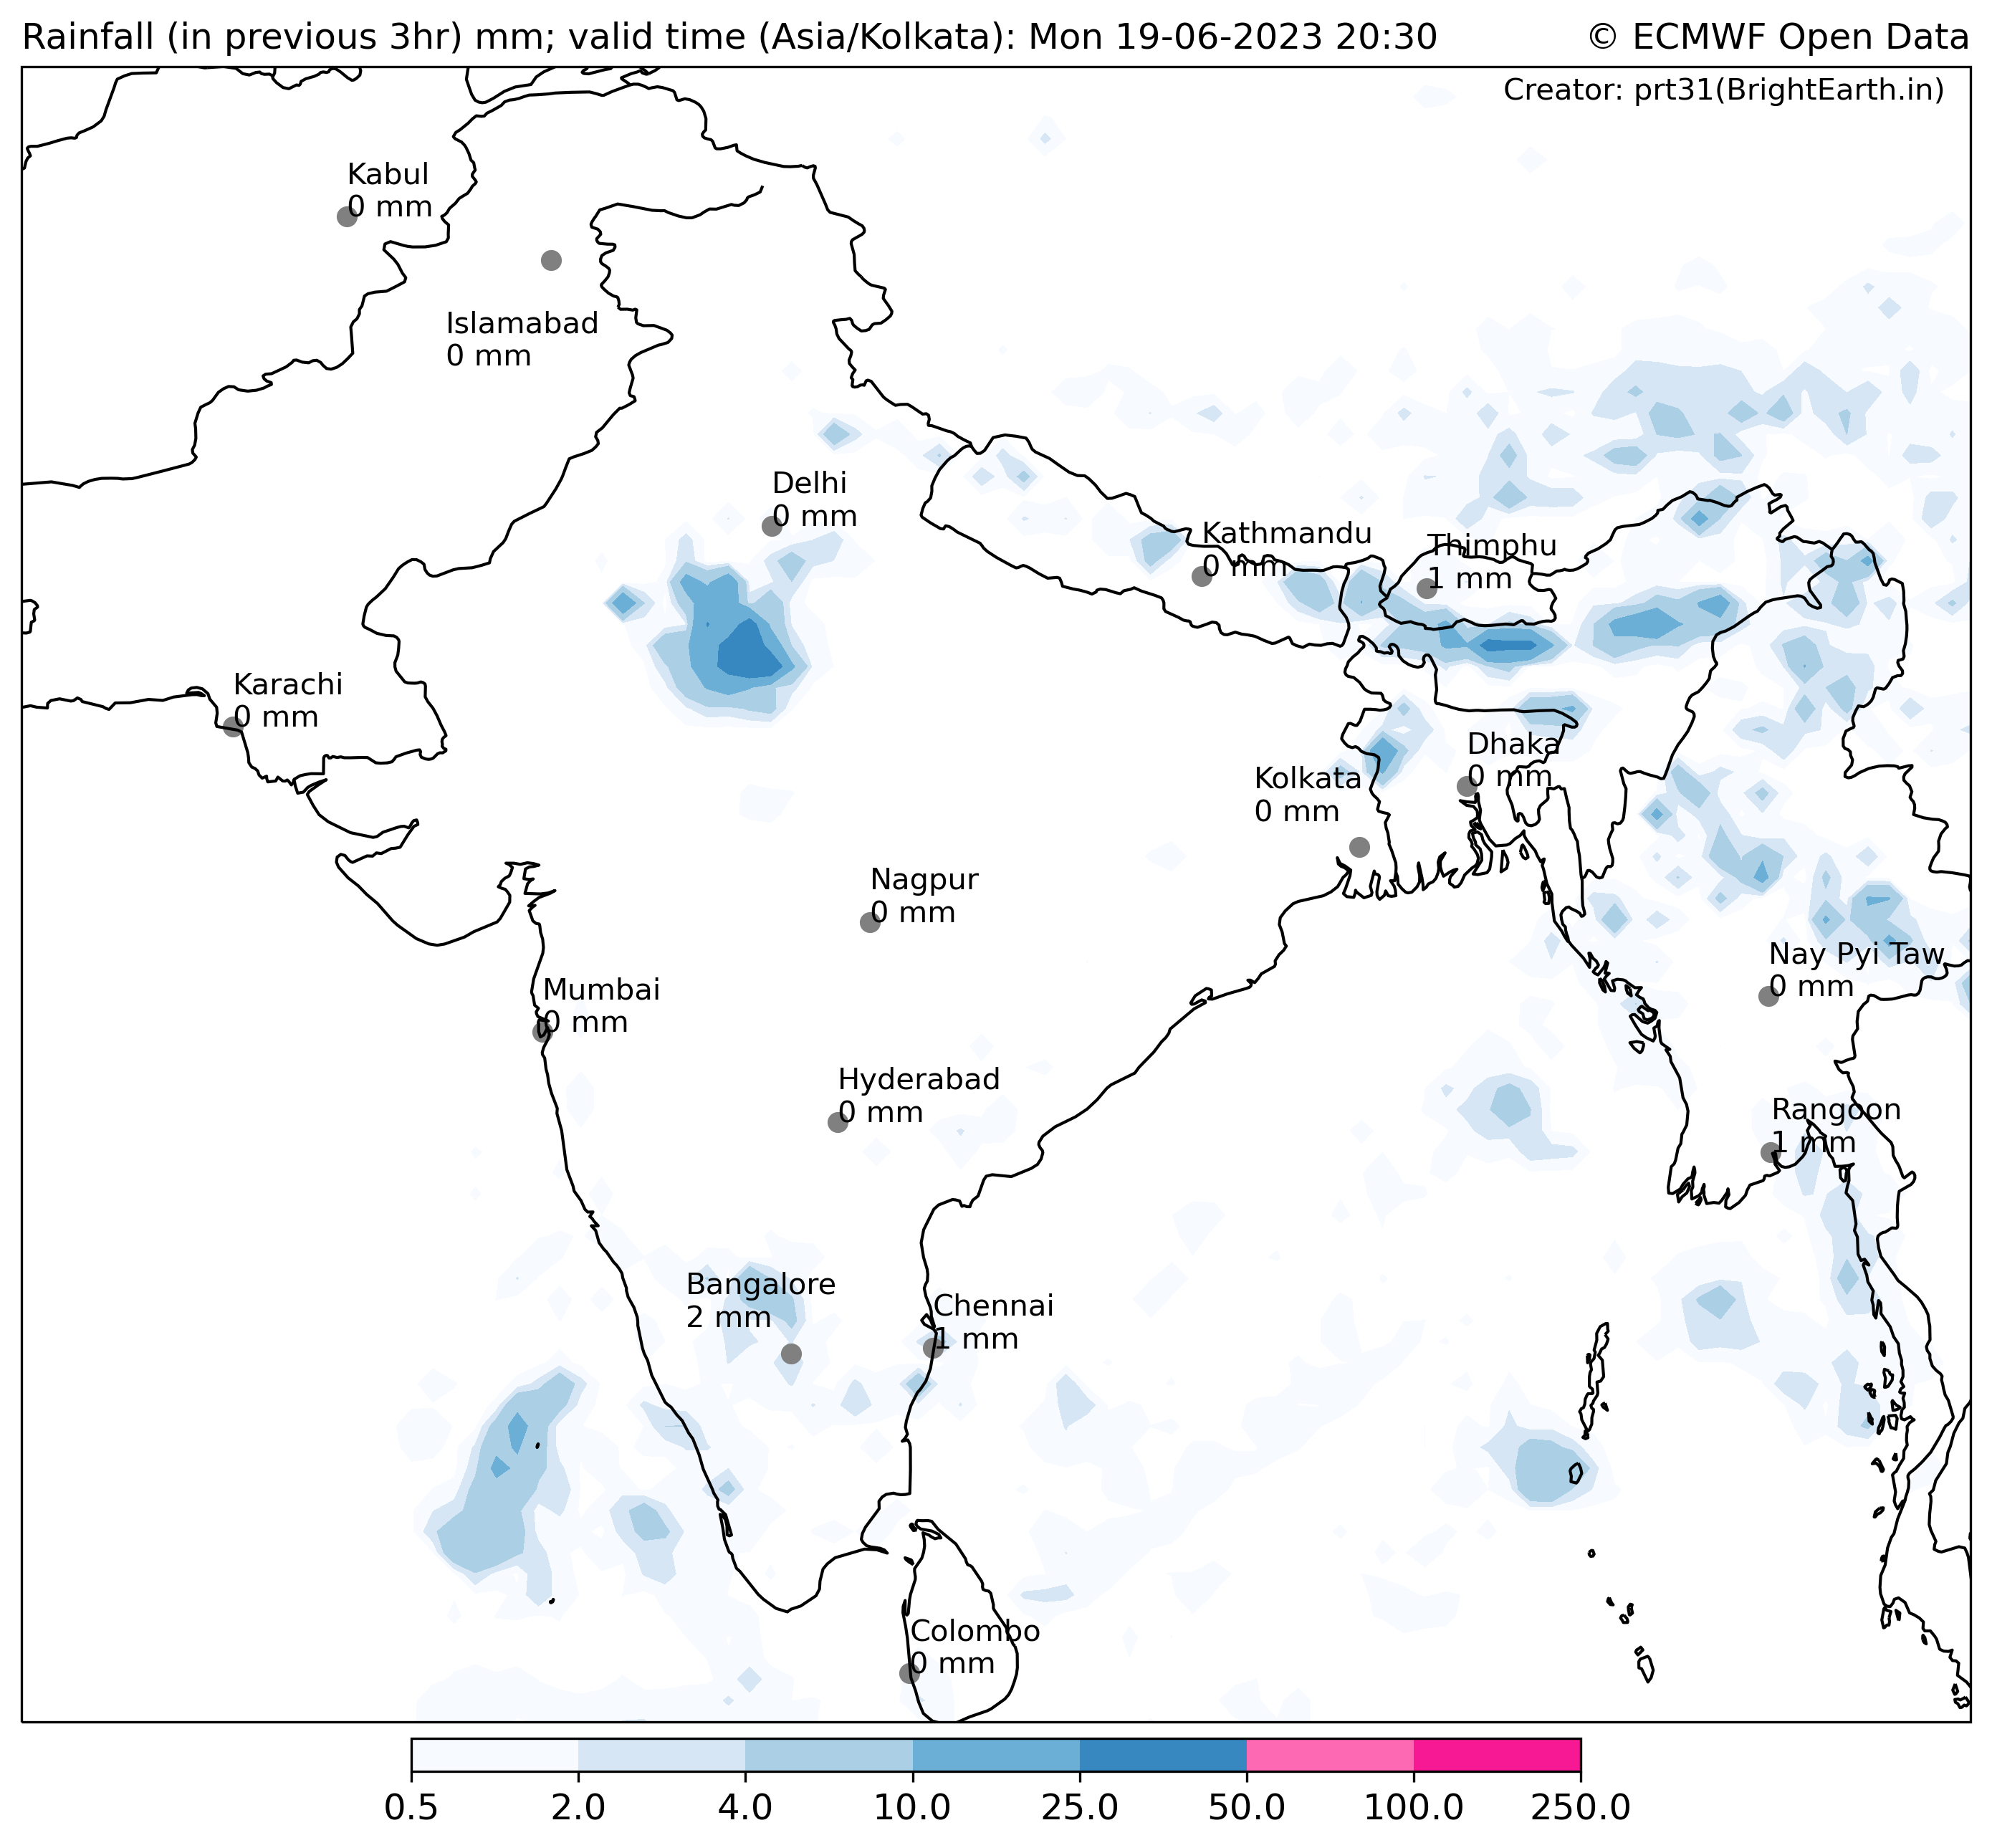 Rainfall (in previous 3hr) mm; valid time (Asia/Kolkata): Mon 19-06-2023 20:30
© ECMWF Open Data
Creator: prt31(BrightEarth.in)
Kabul
0 mm
Islamabad
0 mm
Delhi
0 mm
Kathmandu
0 mm
Thimphu
1 mm
Karachi
0 mm
Dhaka
0 mm
Kolkata
0 mm
Nagpur
0 mm
Nay Pyi Taw
0 mm
Mumbai
0 mm
Hyderabad
0 mm
Rangoon
1 mm
Bangalore
2 mm
Chennai
1 mm
Colombo
0 mm
0.5 2.0 4.0 10.0 25.0 50.0 100.0 250.0